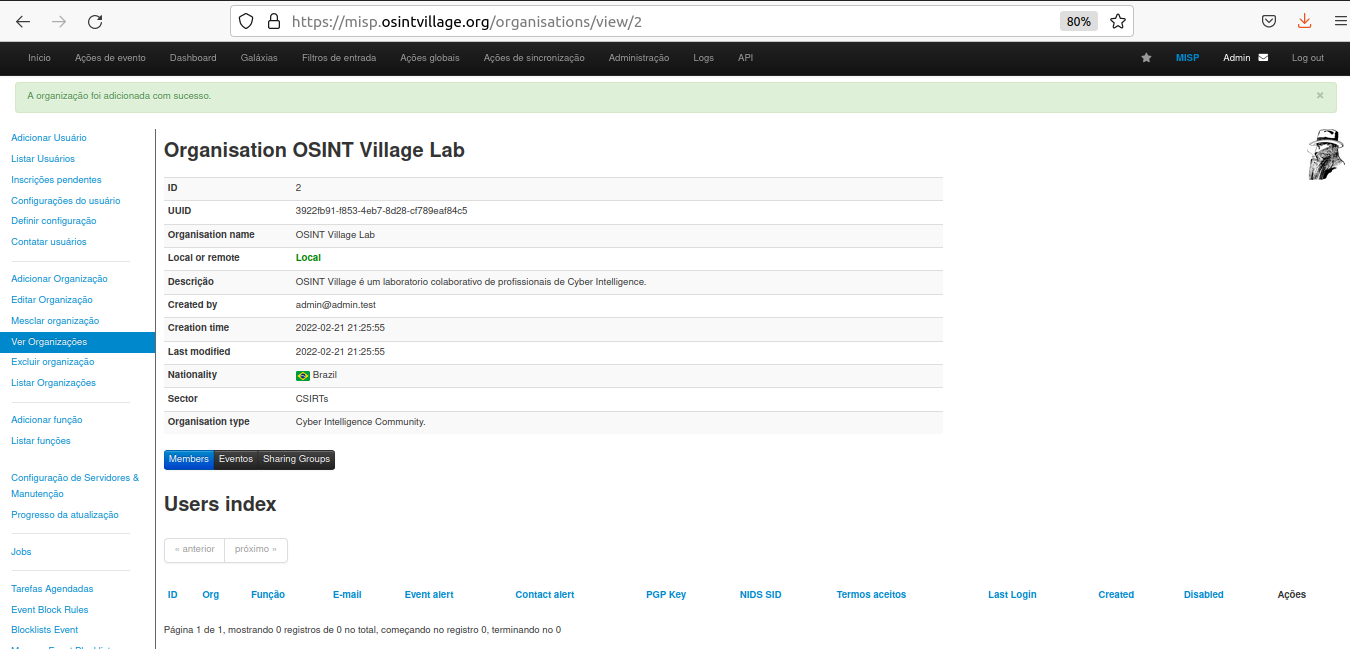 https://misp.osintvillage.org/organisations/view/2 80%
Início Ações de evento Dashboard Galáxias Filtros de entrada Ações globais Ações de sincronização Administração Logs API MISP Admin Log out
A organização foi adicionada com sucesso. ×
Adicionar Usuário
Listar Usuários
Inscrições pendentes
Configurações do usuário
Definir configuração
Contatar usuários
Adicionar Organização
Editar Organização
Mesclar organização
Ver Organizações
Excluir organização
Listar Organizações
Adicionar função
Listar funções
Configuração de Servidores &
Manutenção
Progresso da atualização
Jobs
Tarefas Agendadas
Event Block Rules
Blocklists Event
Organisation OSINT Village Lab
ID 2
UUID 3922fb91-f853-4eb7-8d28-cf789eaf84c5
Organisation name OSINT Village Lab
Local or remote Local
Descrição OSINT Village é um laboratorio colaborativo de profissionais de Cyber Intelligence.
Created by admin@admin.test
Creation time 2022-02-21 21:25:55
Last modified 2022-02-21 21:25:55
Nationality Brazil
Sector CSIRTs
Organisation type Cyber Intelligence Community.
Members Eventos Sharing Groups
Users index
« anterior próximo »
ID Org Função E-mail Event alert Contact alert PGP Key NIDS SID Termos aceitos Last Login Created Disabled Ações
Página 1 de 1, mostrando 0 registros de 0 no total, começando no registro 0, terminando no 0